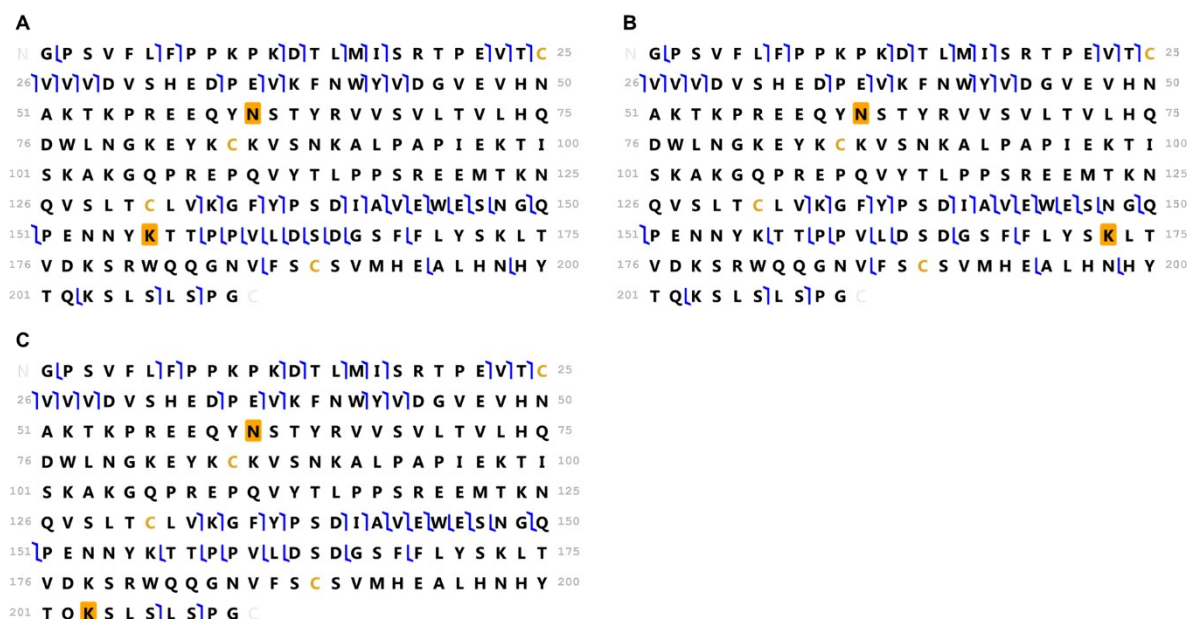 A
N G P S V F L F P P K P K D T L M I S R T P E V T C 25
26 V V V D V S H E D P E V K F N W Y V D G V E V H N 50
51 A K T K P R E E Q Y N S T Y R V V S V L T V L H Q 75
76 D W L N G K E Y K C K V S N K A L P A P I E K T I 100
101 S K A K G Q P R E P Q V Y T L P P S R E E M T K N 125
126 Q V S L T C L V K G F Y P S D I A V E W E S N G Q 150
151 P E N N Y K T T P P V L D S D G S F F L Y S K L T 175
176 V D K S R W Q Q G N V F S C S V M H E A L H N H Y 200
201 T Q K S L S L S P G C
B
N G P S V F L F P P K P K D T L M I S R T P E V T C 25
26 V V V D V S H E D P E V K F N W Y V D G V E V H N 50
51 A K T K P R E E Q Y N S T Y R V V S V L T V L H Q 75
76 D W L N G K E Y K C K V S N K A L P A P I E K T I 100
101 S K A K G Q P R E P Q V Y T L P P S R E E M T K N 125
126 Q V S L T C L V K G F Y P S D I A V E W E S N G Q 150
151 P E N N Y K T T P P V L D S D G S F F L Y S K L T 175
176 V D K S R W Q Q G N V F S C S V M H E A L H N H Y 200
201 T Q K S L S L S P G C
C
N G P S V F L F P P K P K D T L M I S R T P E V T C 25
26 V V V D V S H E D P E V K F N W Y V D G V E V H N 50
51 A K T K P R E E Q Y N S T Y R V V S V L T V L H Q 75
76 D W L N G K E Y K C K V S N K A L P A P I E K T I 100
101 S K A K G Q P R E P Q V Y T L P P S R E E M T K N 125
126 Q V S L T C L V K G F Y P S D I A V E W E S N G Q 150
151 P E N N Y K T T P P V L D S D G S F F L Y S K L T 175
176 V D K S R W Q Q G N V F S C S V M H E A L H N H Y 200
201 T Q K S L S L S P G C